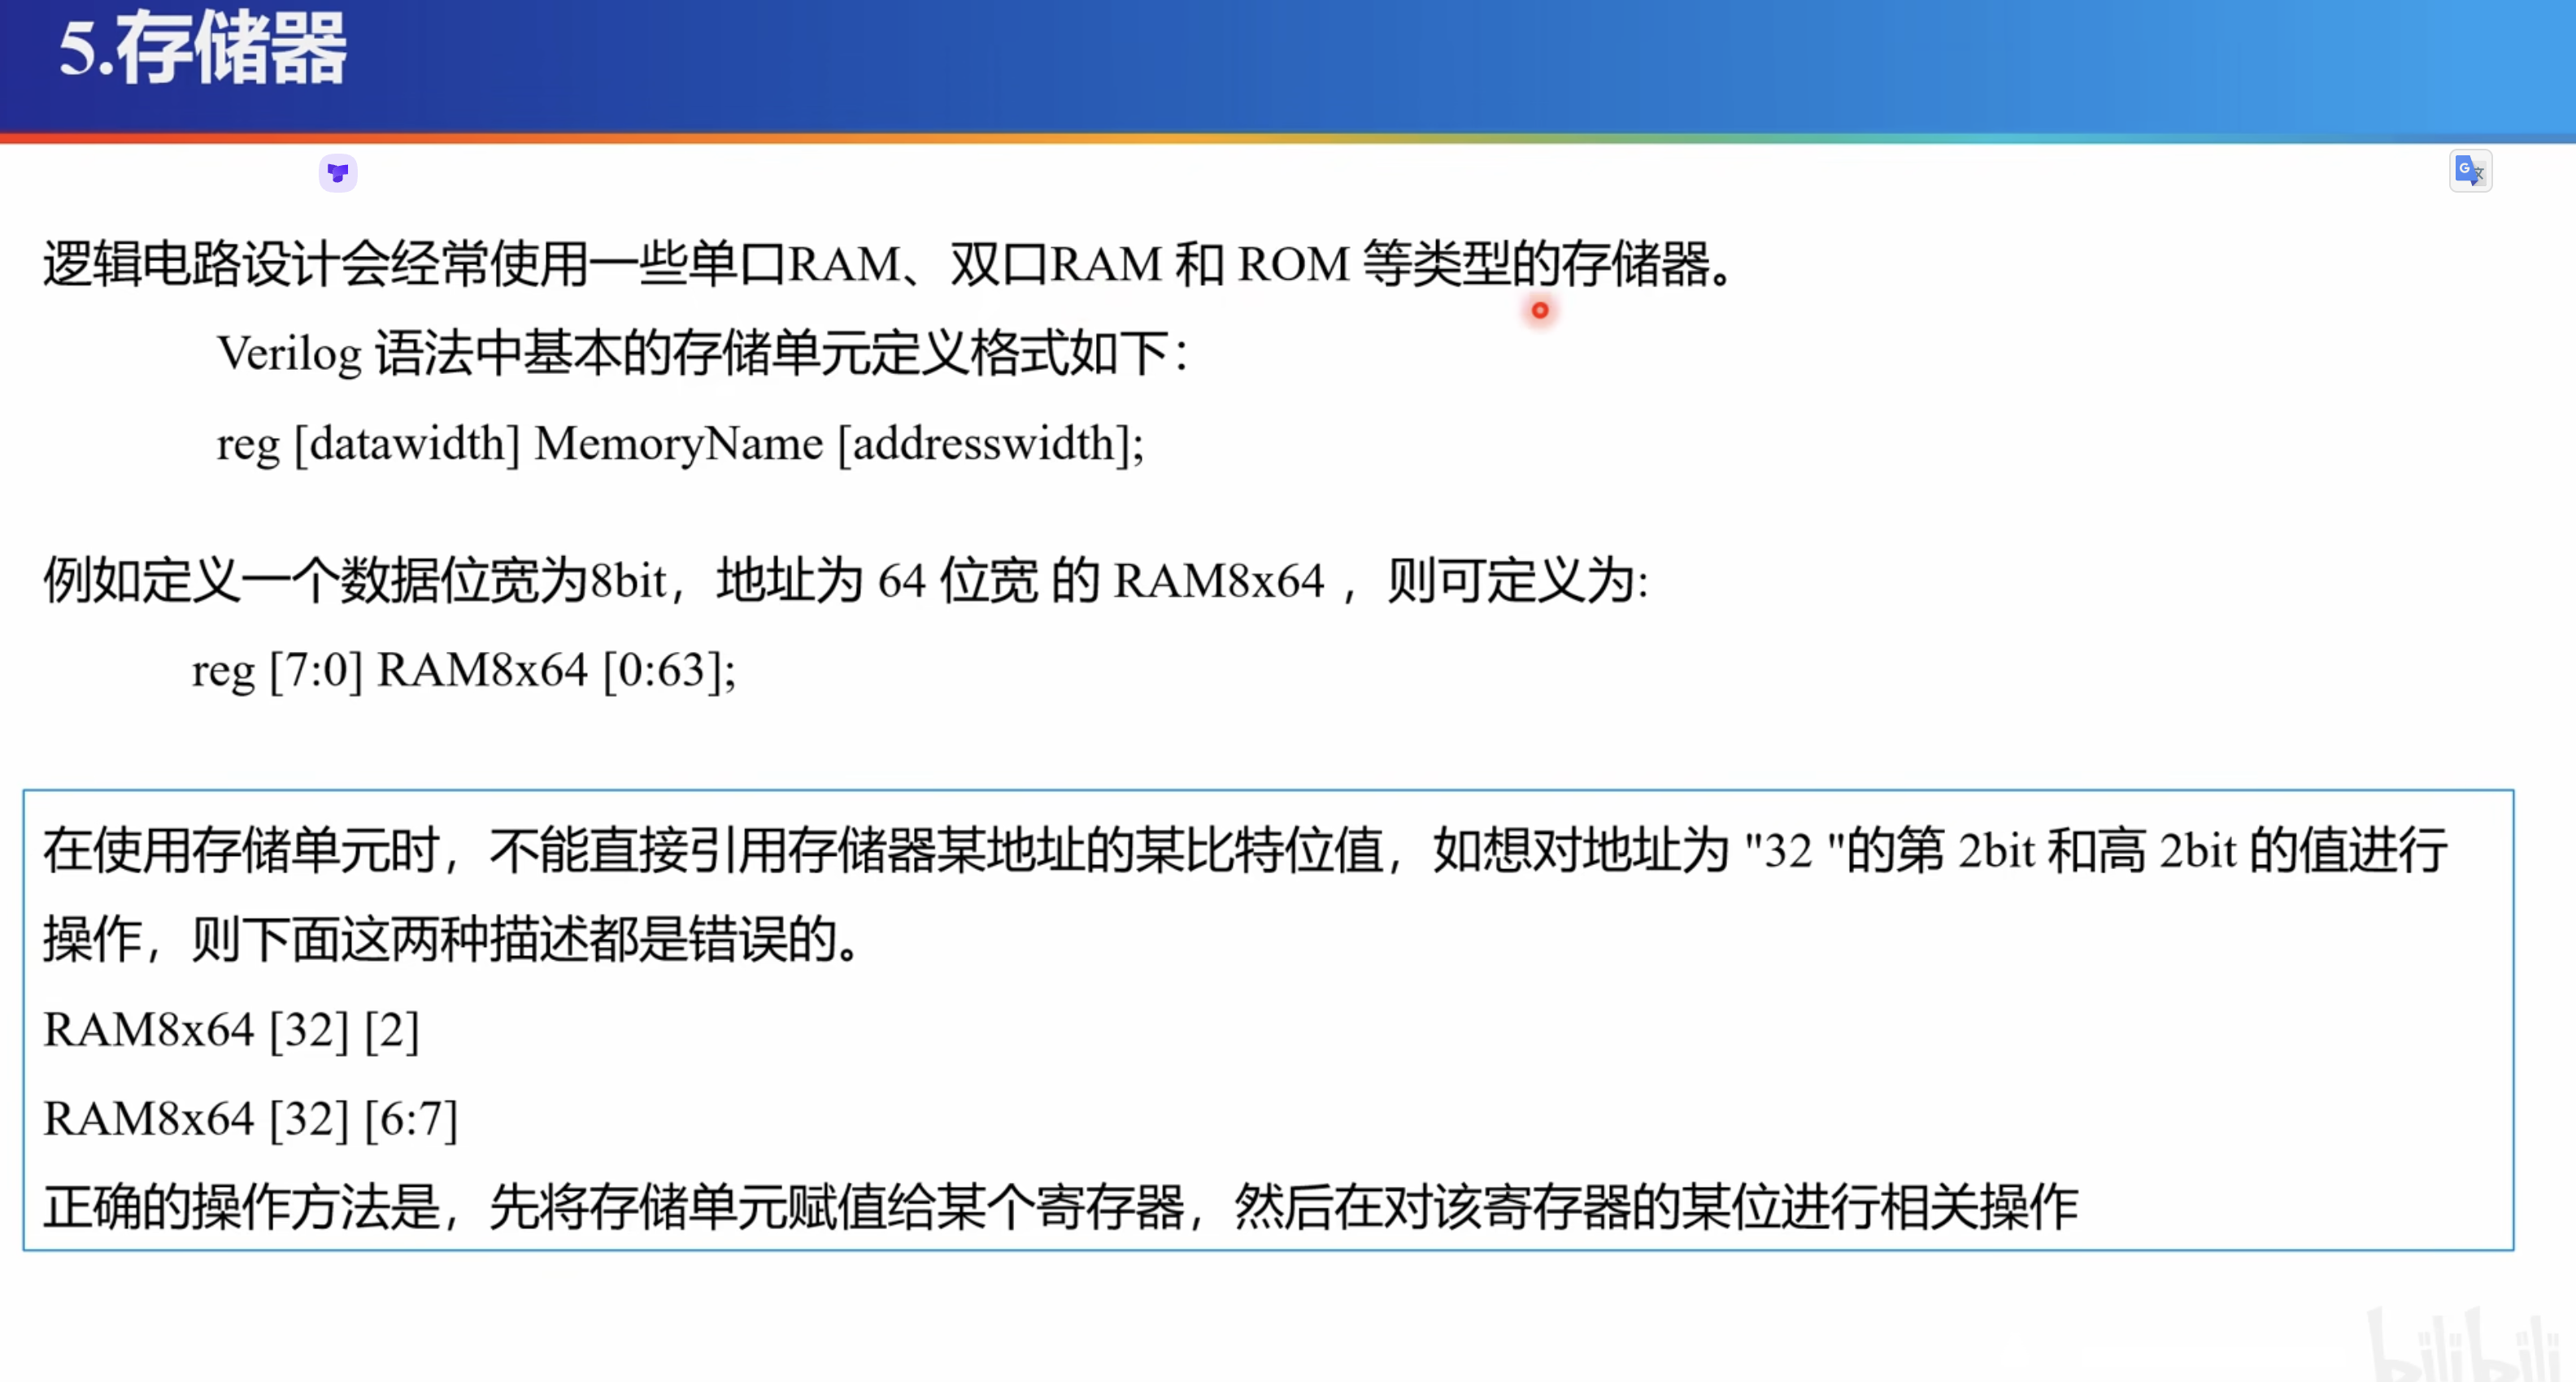 5.存储器
逻辑电路设计会经常使用一些单口RAM、双口RAM 和 ROM 等类型的存储器。
Verilog 语法中基本的存储单元定义格式如下：
reg [datawidth] MemoryName [addresswidth];
例如定义一个数据位宽为8bit，地址为 64 位宽 的 RAM8x64 ，则可定义为:
reg [7:0] RAM8x64 [0:63];
在使用存储单元时，不能直接引用存储器某地址的某比特位值，如想对地址为 "32 "的第 2bit 和高 2bit 的值进行
操作，则下面这两种描述都是错误的。
RAM8x64 [32] [2]
RAM8x64 [32] [6:7]
正确的操作方法是，先将存储单元赋值给某个寄存器，然后在对该寄存器的某位进行相关操作
bilibili